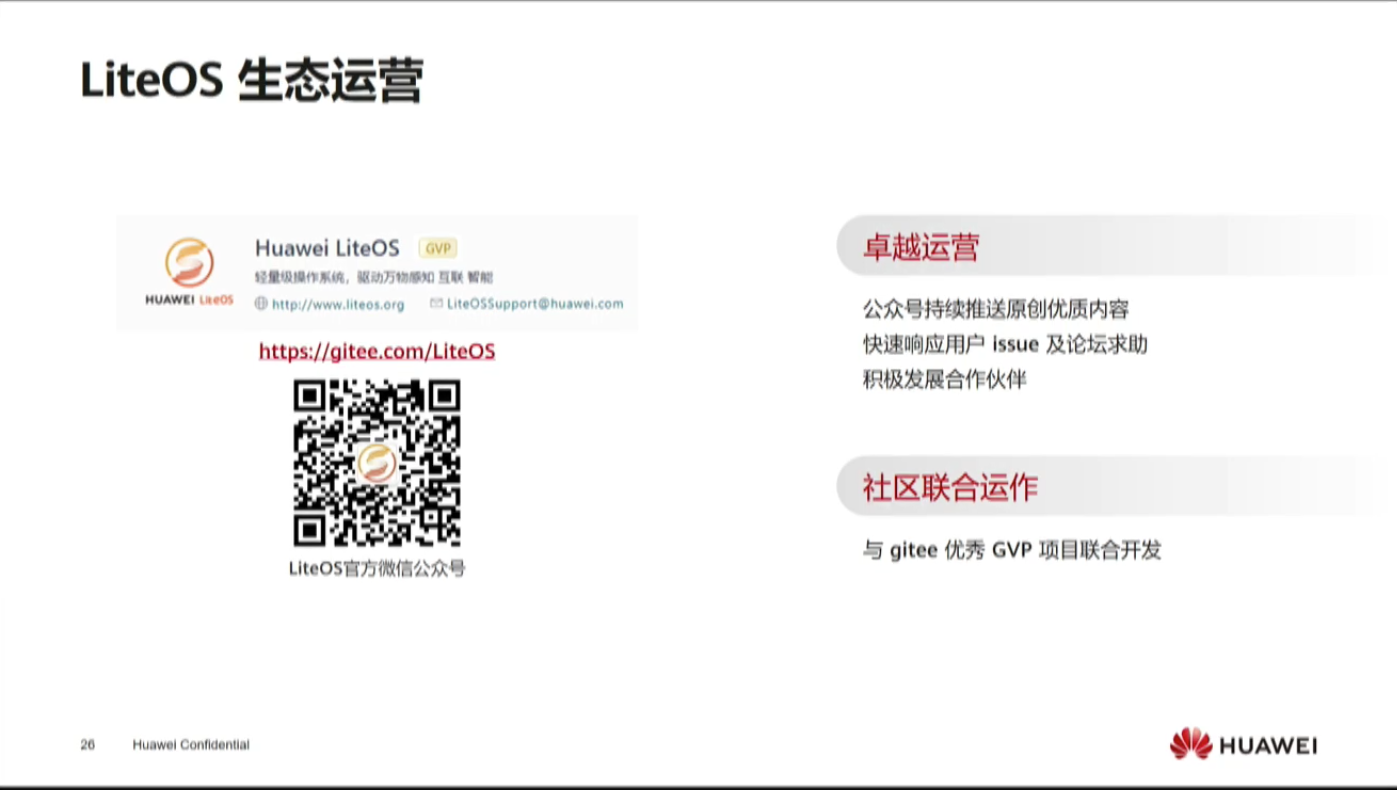 LiteOS 生态运营
Huawei LiteOS GVP
轻量级操作系统，驱动万物感知 互联 智能
HUAWEI LiteOS
http://www.liteos.org LiteOSSupport@huawei.com
https://gitee.com/LiteOS
LiteOS官方微信公众号
卓越运营
公众号持续推送原创优质内容
快速响应用户 issue 及论坛求助
积极发展合作伙伴
社区联合运作
与 gitee 优秀 GVP 项目联合开发
26 Huawei Confidential
HUAWEI